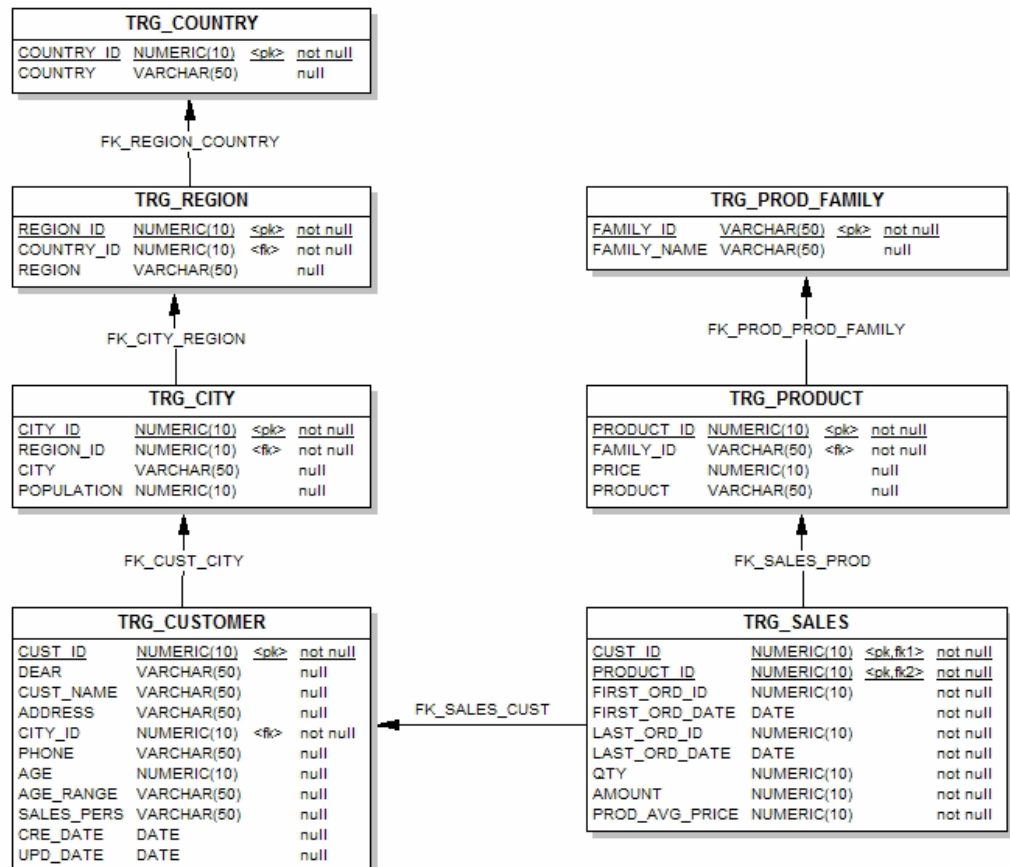 TRG_COUNTRY
COUNTRY_ID NUMERIC(10) <pk> not null
COUNTRY VARCHAR(50) null
FK_REGION_COUNTRY
TRG_REGION
REGION_ID NUMERIC(10) <pk> not null
COUNTRY_ID NUMERIC(10) <fk> not null
REGION VARCHAR(50) null
FK_CITY_REGION
TRG_CITY
CITY_ID NUMERIC(10) <pk> not null
REGION_ID NUMERIC(10) <fk> not null
CITY VARCHAR(50) null
POPULATION NUMERIC(10) null
FK_CUST_CITY
TRG_CUSTOMER
CUST_ID NUMERIC(10) <pk> not null
DEAR VARCHAR(50) null
CUST_NAME VARCHAR(50) null
ADDRESS VARCHAR(50) null
CITY_ID NUMERIC(10) <fk> not null
PHONE VARCHAR(50) null
AGE NUMERIC(10) null
AGE_RANGE VARCHAR(50) null
SALES_PERS VARCHAR(50) null
CRE_DATE DATE null
UPD_DATE DATE null
FK_SALES_CUST
TRG_PROD_FAMILY
FAMILY_ID VARCHAR(50) <pk> not null
FAMILY_NAME VARCHAR(50) null
FK_PROD_PROD_FAMILY
TRG_PRODUCT
PRODUCT_ID NUMERIC(10) <pk> not null
FAMILY_ID VARCHAR(50) <fk> not null
PRICE NUMERIC(10) null
PRODUCT VARCHAR(50) null
FK_SALES_PROD
TRG_SALES
CUST_ID NUMERIC(10) <pk,fk1> not null
PRODUCT_ID NUMERIC(10) <pk,fk2> not null
FIRST_ORD_ID NUMERIC(10) not null
FIRST_ORD_DATE DATE not null
LAST_ORD_ID NUMERIC(10) not null
LAST_ORD_DATE DATE not null
QTY NUMERIC(10) not null
AMOUNT NUMERIC(10) not null
PROD_AVG_PRICE NUMERIC(10) not null